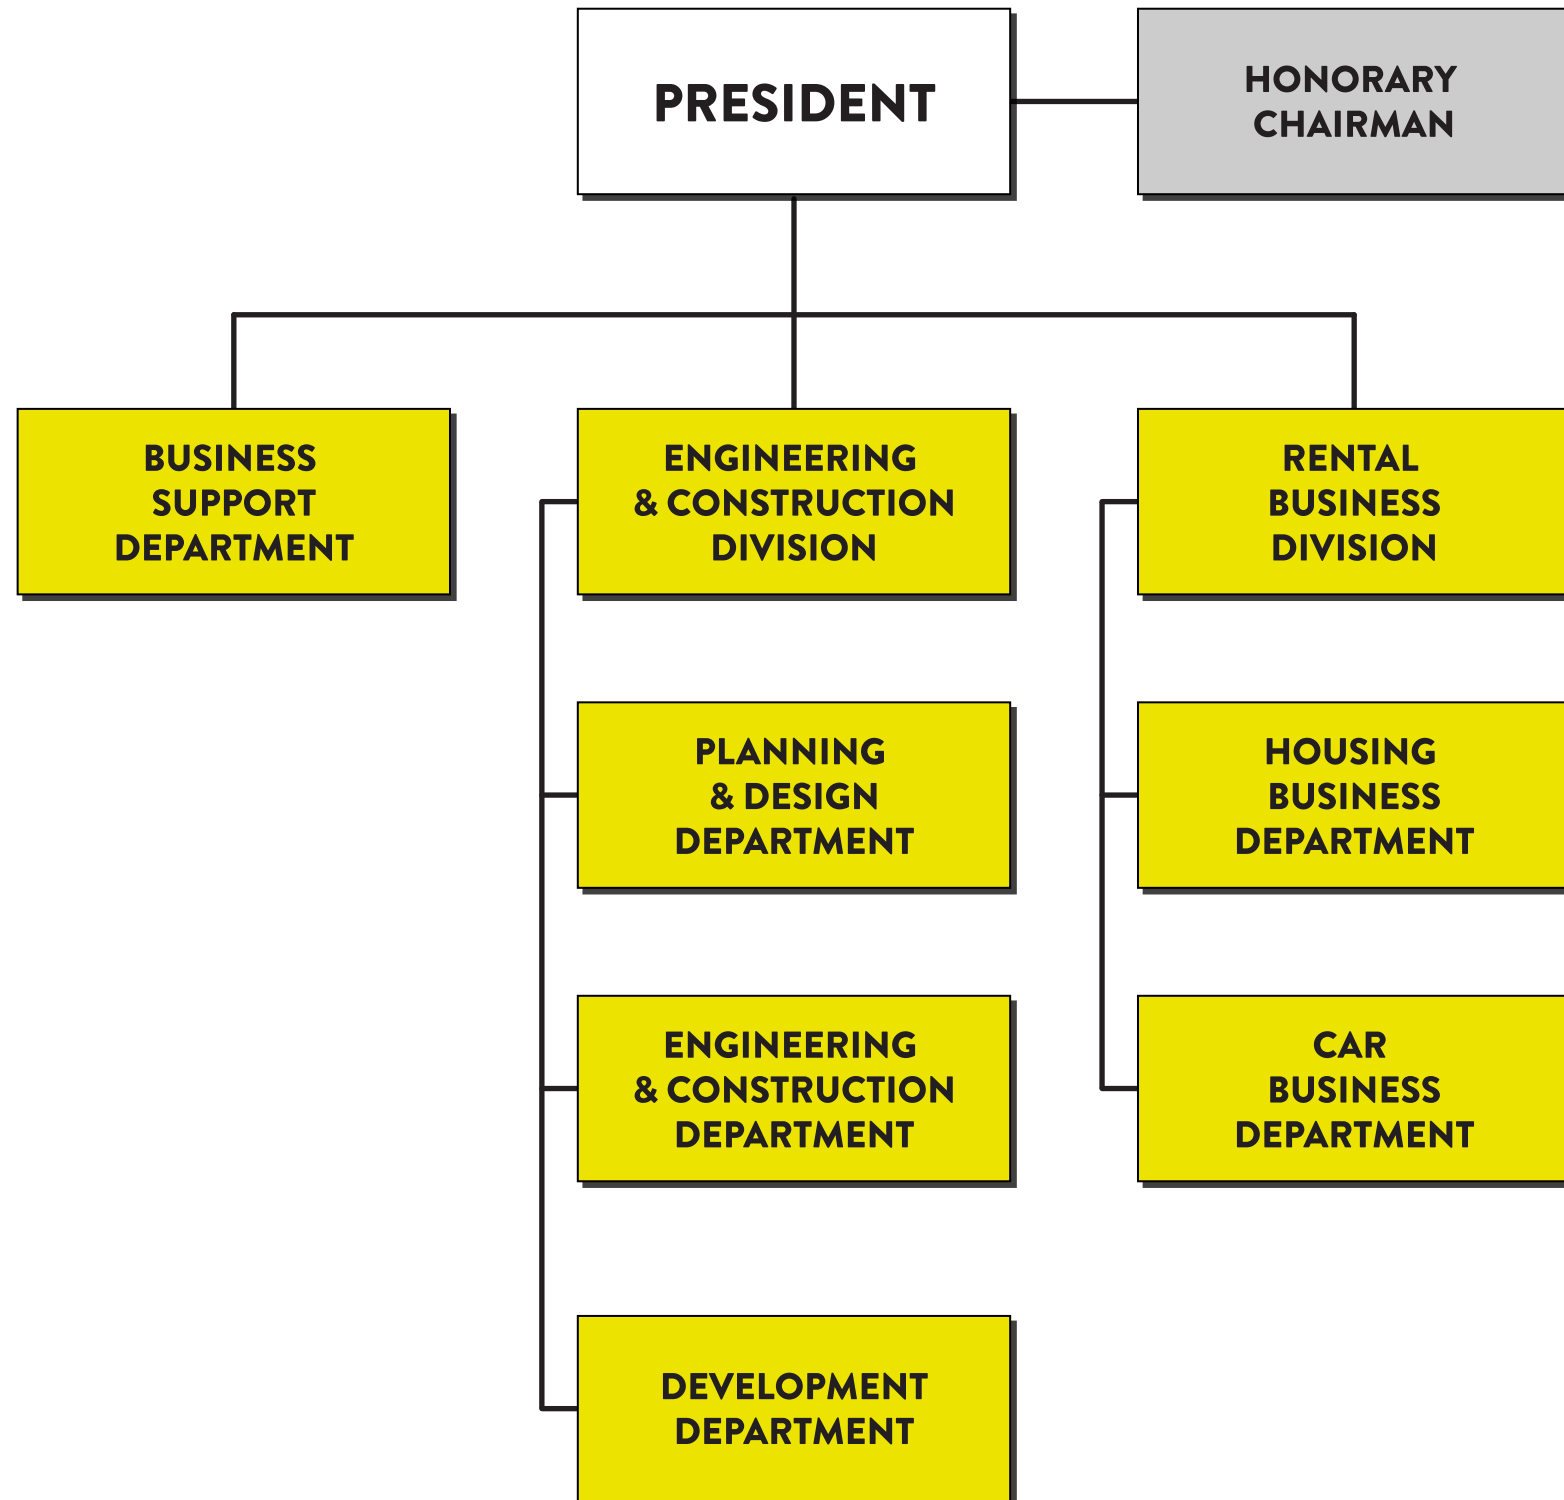 PRESIDENT
HONORARY
CHAIRMAN
BUSINESS
SUPPORT
DEPARTMENT
ENGINEERING
& CONSTRUCTION
DIVISION
RENTAL
BUSINESS
DIVISION
PLANNING
& DESIGN
DEPARTMENT
HOUSING
BUSINESS
DEPARTMENT
ENGINEERING
& CONSTRUCTION
DEPARTMENT
CAR
BUSINESS
DEPARTMENT
DEVELOPMENT
DEPARTMENT